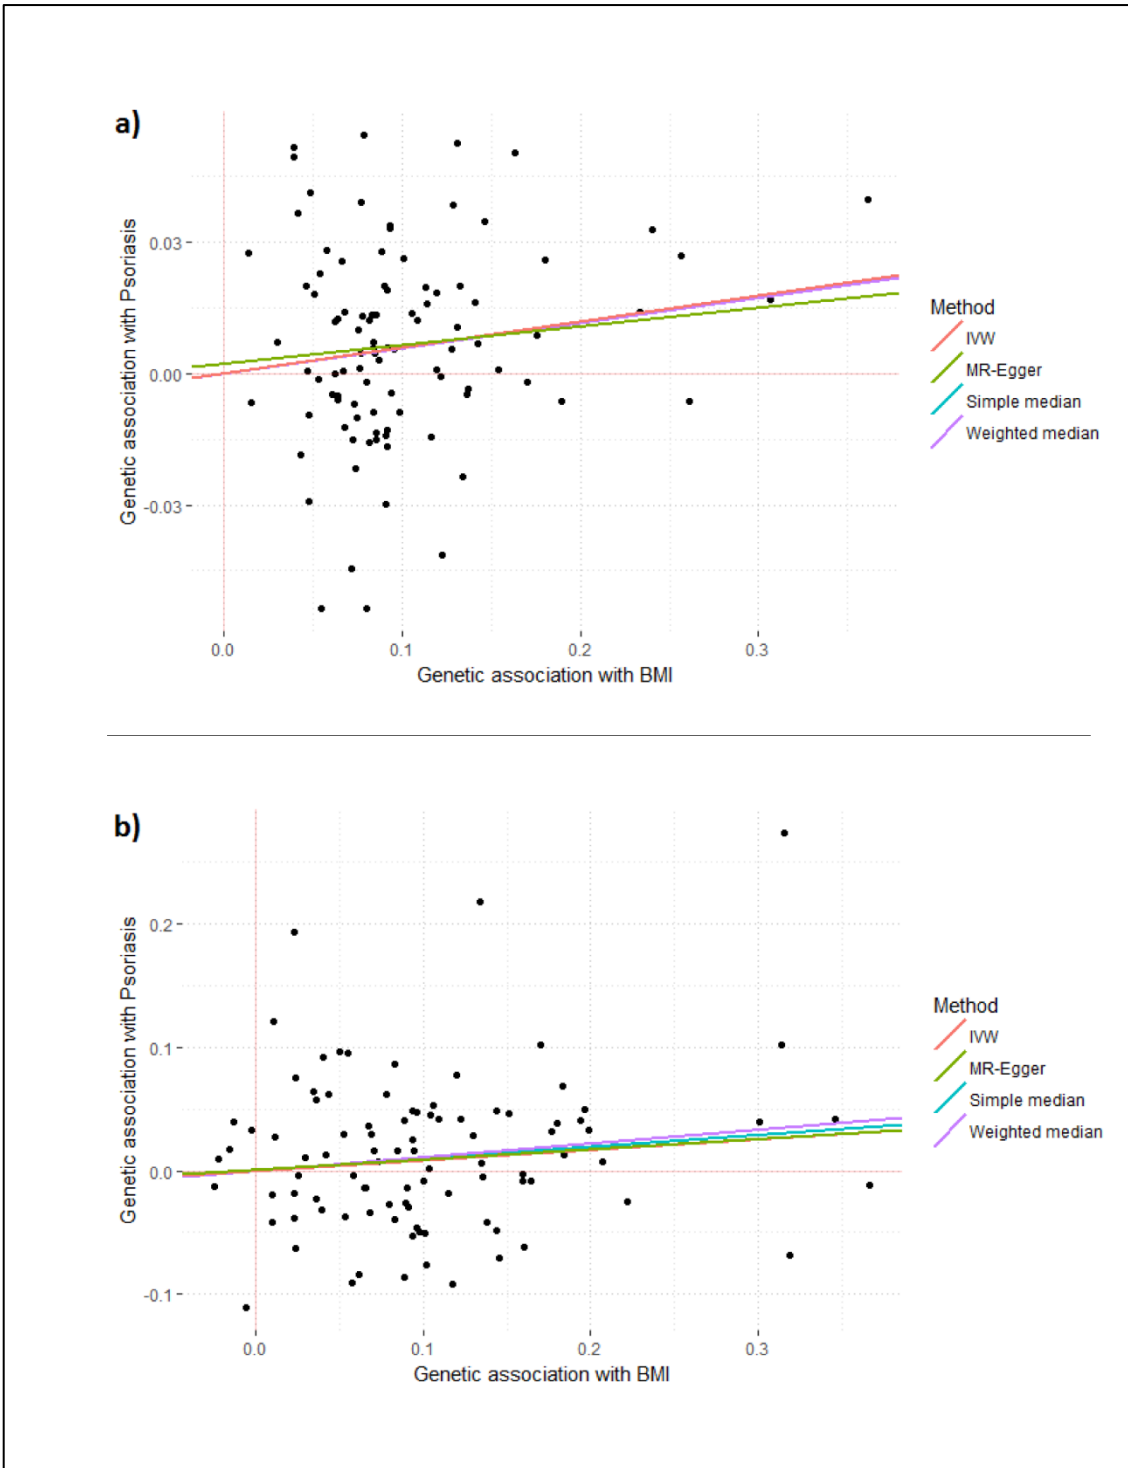 a)
Genetic association with Psoriasis
0.03
0.00
-0.03
0.0 0.1 0.2 0.3
Genetic association with BMI
Method
IVW
MR-Egger
Simple median
Weighted median
b)
Genetic association with Psoriasis
0.2
0.1
0.0
-0.1
0.0 0.1 0.2 0.3
Genetic association with BMI
Method
IVW
MR-Egger
Simple median
Weighted median